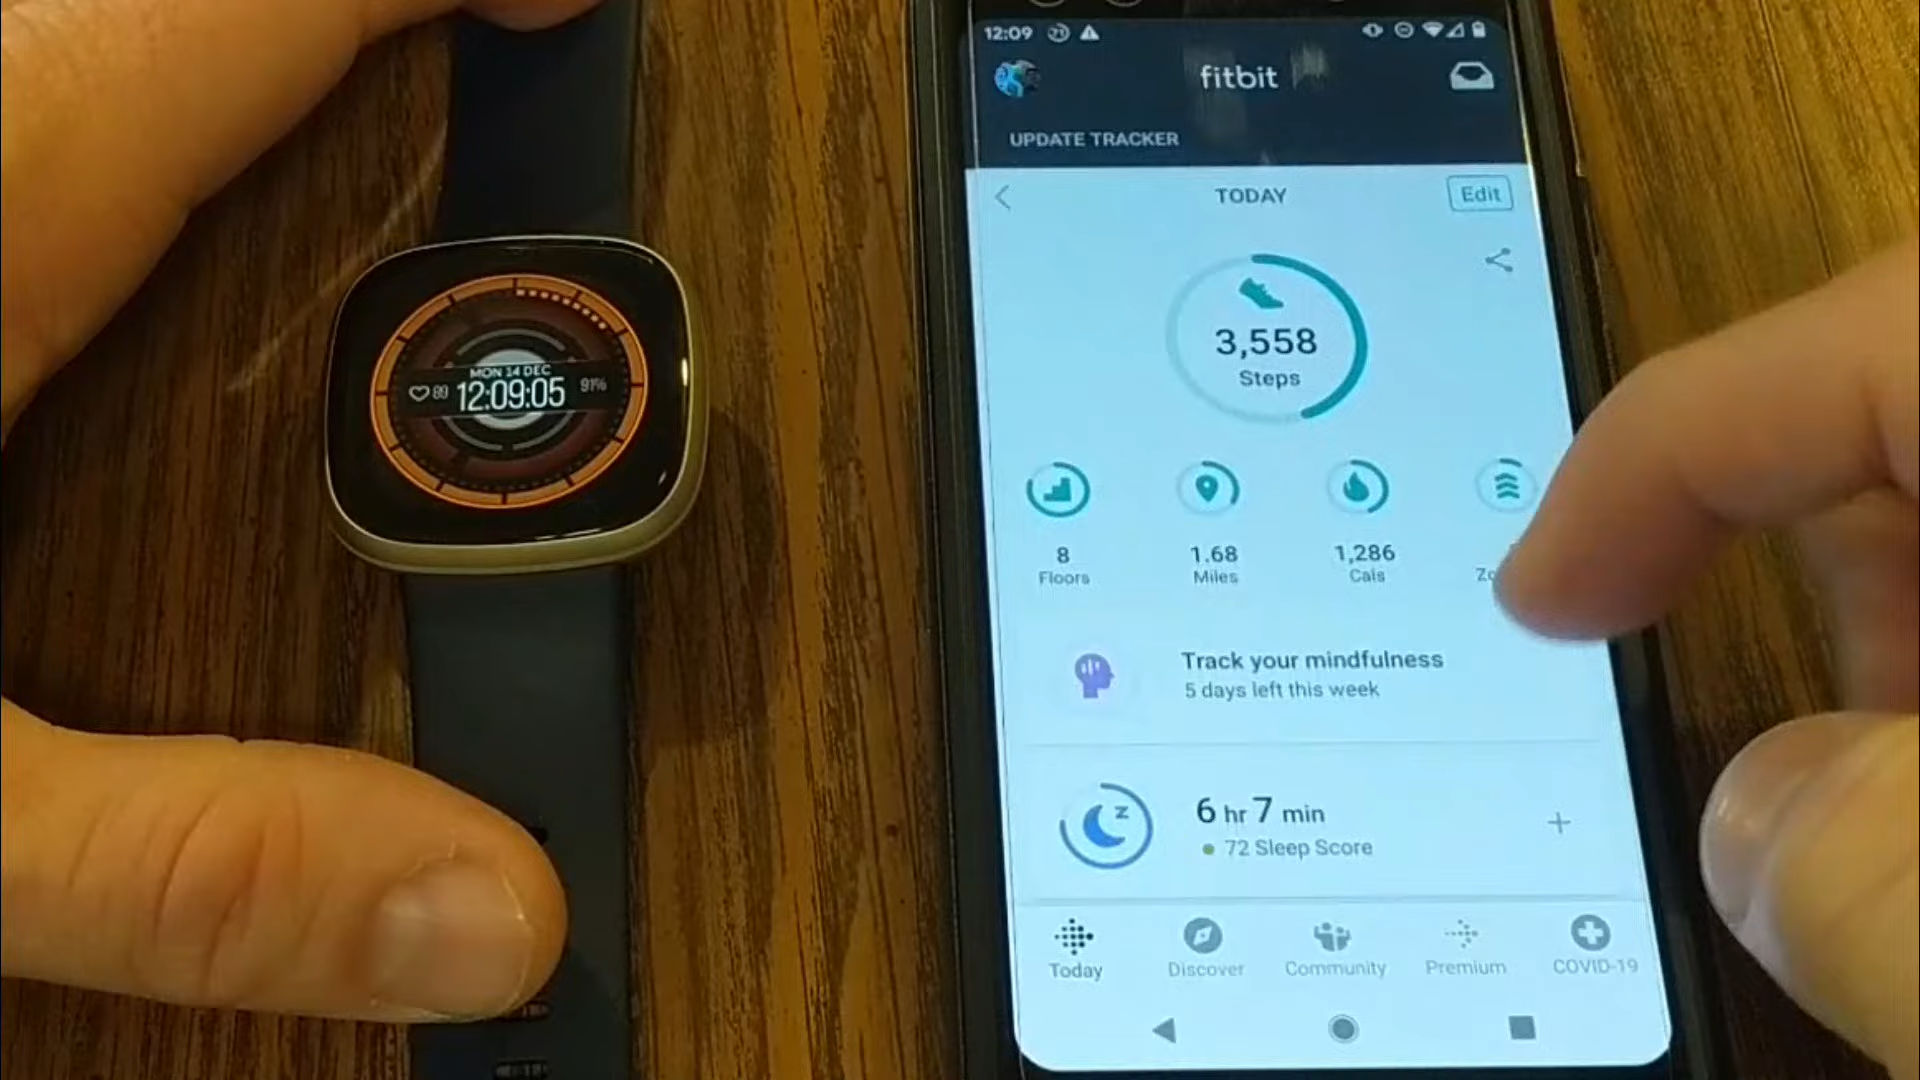 MON 14 DEC
89 12:09:05 91%
12:09
fitbit
UPDATE TRACKER
TODAY
Edit
3,558
Steps
8
Floors
1.68
Miles
1,286
Cals
Track your mindfulness
5 days left this week
6 hr 7 min
72 Sleep Score
Today
Discover
Community
Premium
COVID-19